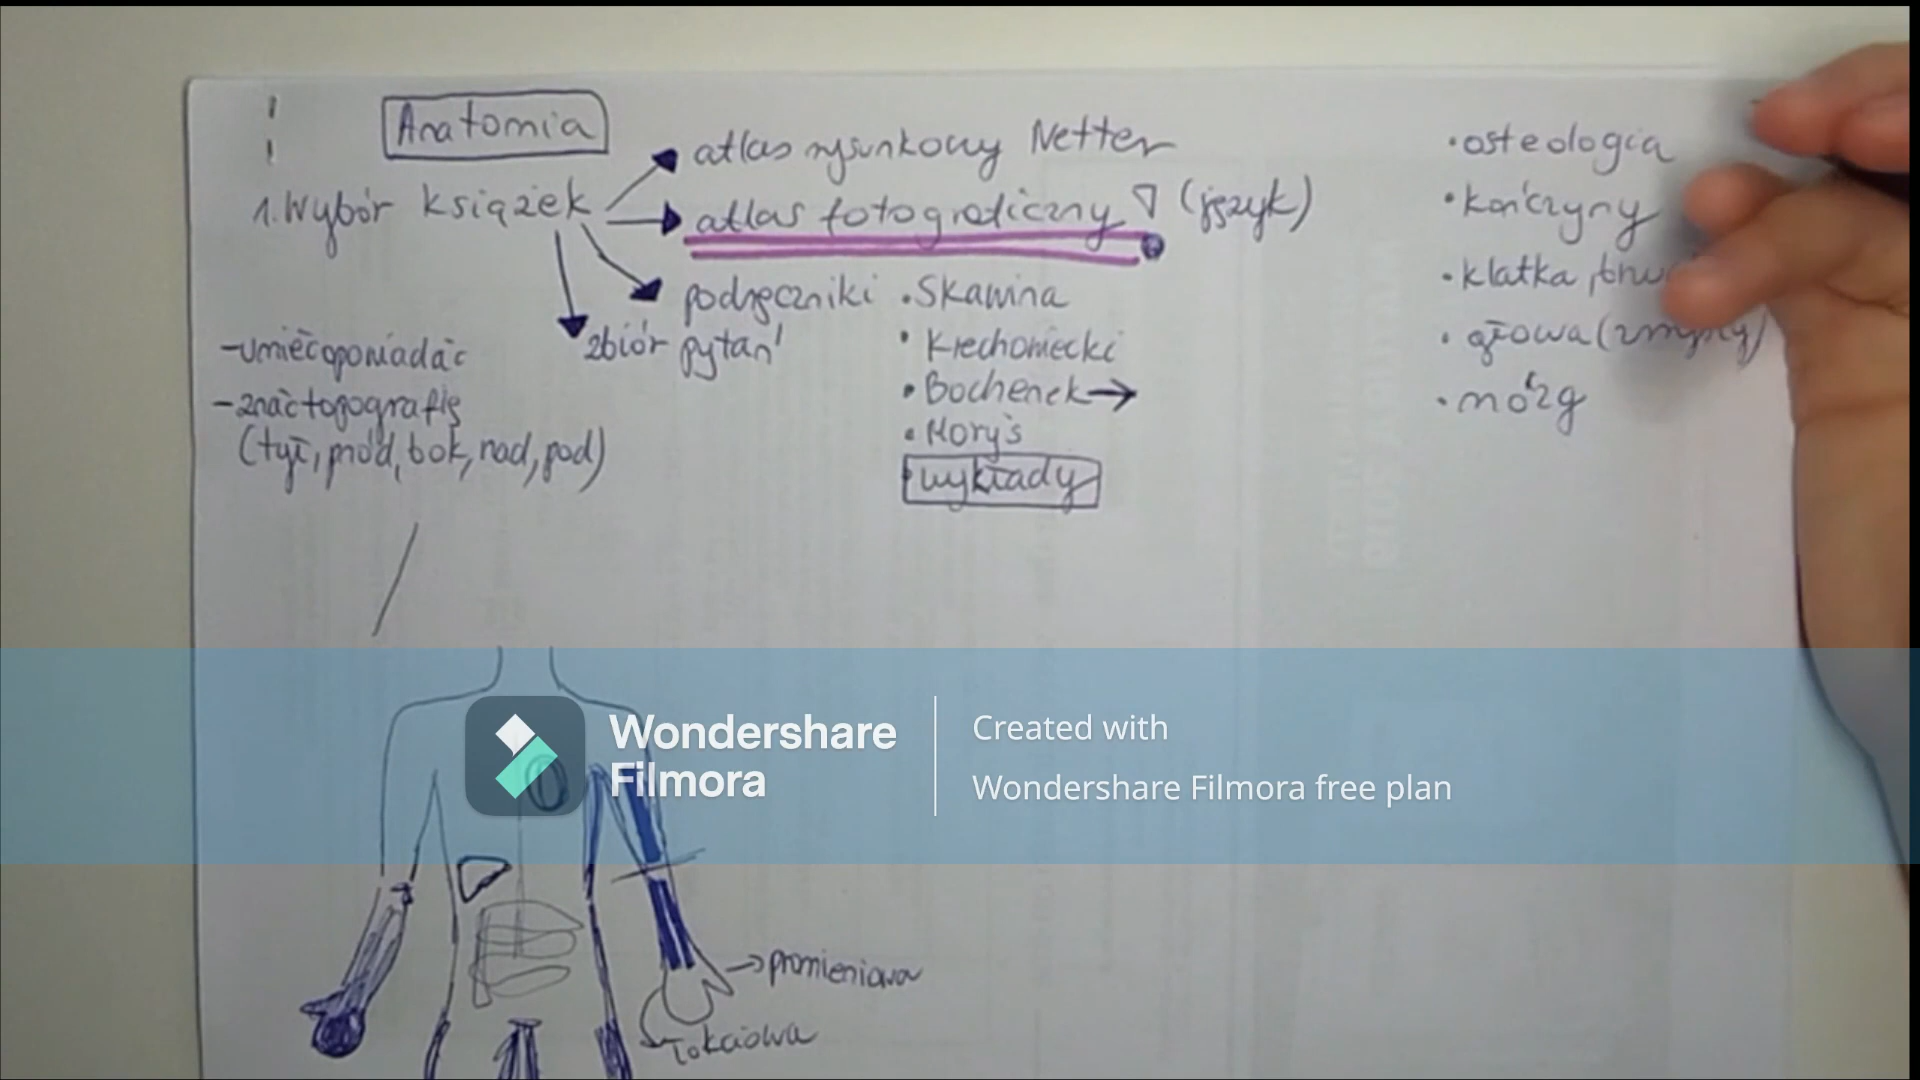 Anatomia
1. Wybór książek
atlas rysunkowy Netter
atlas fotograficzny (język)
podręczniki
• Skawina
• Krechowiecki
• Bochenek →
• Moryś
• wykłady
zbiór pytań
- umieć opowiadać
- znać topografię
(tył, przód, bok, nad, pod)
• osteologia
• kończyny
• klatka, brzu
• głowa (zmysły)
• mózg
Wondershare
Filmora
Created with
Wondershare Filmora free plan
→ promieniowa
łokciowa